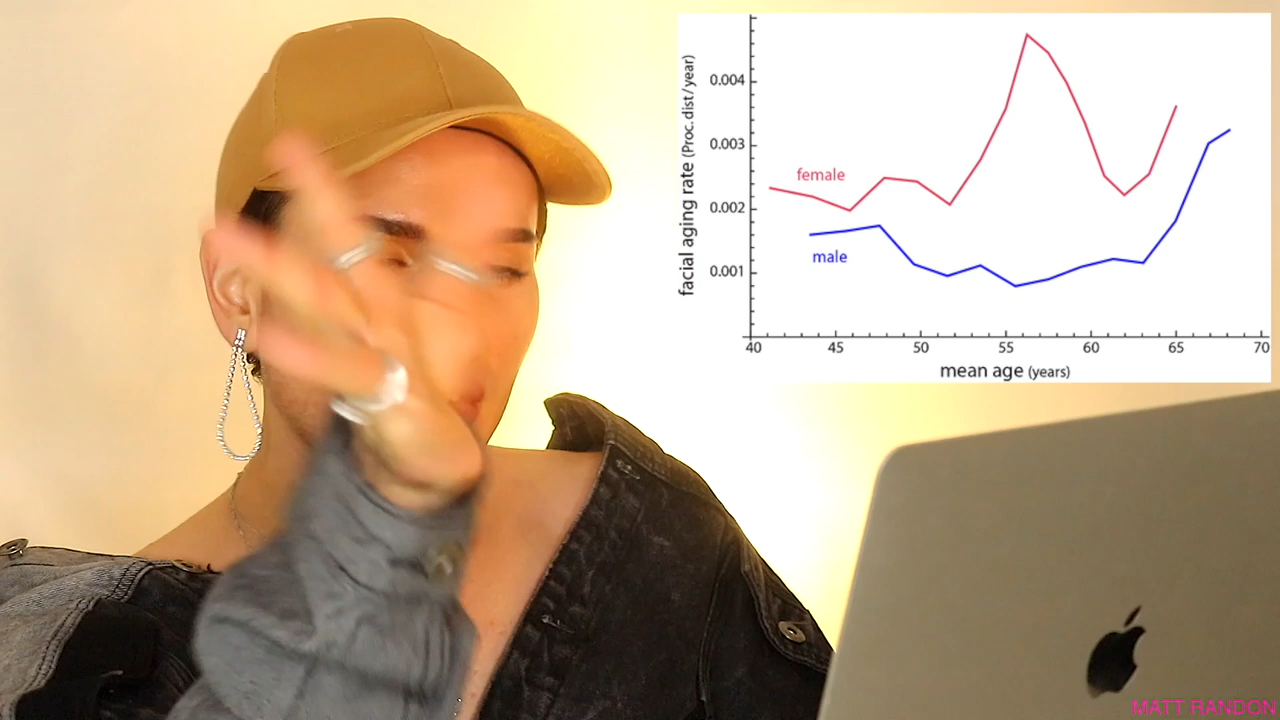 facial aging rate (Proc.dist/year)
0.004
0.003
0.002
0.001
female
male
40 45 50 55 60 65 70
mean age (years)
MATT RANDON